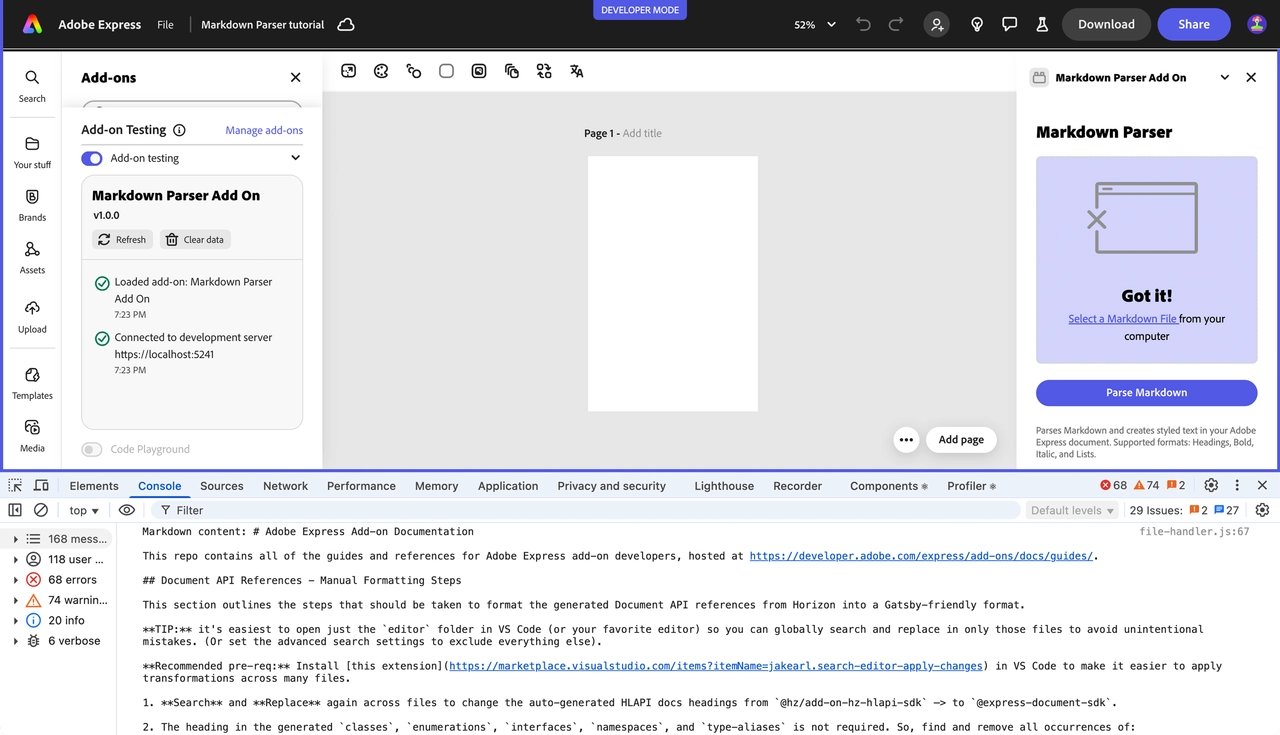 DEVELOPER MODE
Adobe Express File Markdown Parser tutorial 52% Download Share
Search
Your stuff
Brands
Assets
Upload
Templates
Media
Add-ons
Add-on Testing Manage add-ons
Add-on testing
Markdown Parser Add On
v1.0.0
Refresh Clear data
Loaded add-on: Markdown Parser
Add On
7:23 PM
Connected to development server
https://localhost:5241
7:23 PM
Code Playground
Page 1 - Add title
Add page
Markdown Parser Add On
Markdown Parser
Got it!
Select a Markdown File from your
computer
Parse Markdown
Parses Markdown and creates styled text in your Adobe
Express document. Supported formats: Headings, Bold,
Italic, and Lists.
Elements Console Sources Network Performance Memory Application Privacy and security Lighthouse Recorder Components Profiler 68 74 2
top Filter Default levels 29 Issues: 2 27
168 mess...
118 user ...
68 errors
74 warnin...
20 info
6 verbose
Markdown content: # Adobe Express Add-on Documentation file-handler.js:67
This repo contains all of the guides and references for Adobe Express add-on developers, hosted at https://developer.adobe.com/express/add-ons/docs/guides/.
## Document API References - Manual Formatting Steps
This section outlines the steps that should be taken to format the generated Document API references from Horizon into a Gatsby-friendly format.
**TIP:** it's easiest to open just the `editor` folder in VS Code (or your favorite editor) so you can globally search and replace in only those files to avoid unintentional
mistakes. (Or set the advanced search settings to exclude everything else).
**Recommended pre-req:** Install [this extension](https://marketplace.visualstudio.com/items?itemName=jakearl.search-editor-apply-changes) in VS Code to make it easier to apply
transformations across many files.
1. **Search** and **Replace** again across files to change the auto-generated HLAPI docs headings from `@hz/add-on-hz-hlapi-sdk` -> to `@express-document-sdk`.
2. The heading in the generated `classes`, `enumerations`, `interfaces`, `namespaces`, and `type-aliases` is not required. So, find and remove all occurrences of: